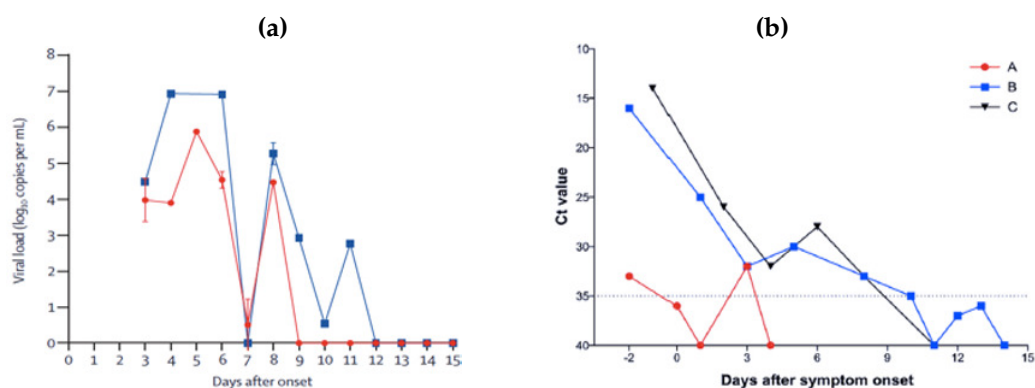 (a)
8
7
6
5
4
3
2
1
0
Viral load (log10 copies per mL)
0 1 2 3 4 5 6 7 8 9 10 11 12 13 14 15
Days after onset
(b)
A
B
C
10
15
20
25
30
35
40
Ct value
-2 0 3 6 9 12 15
Days after symptom onset